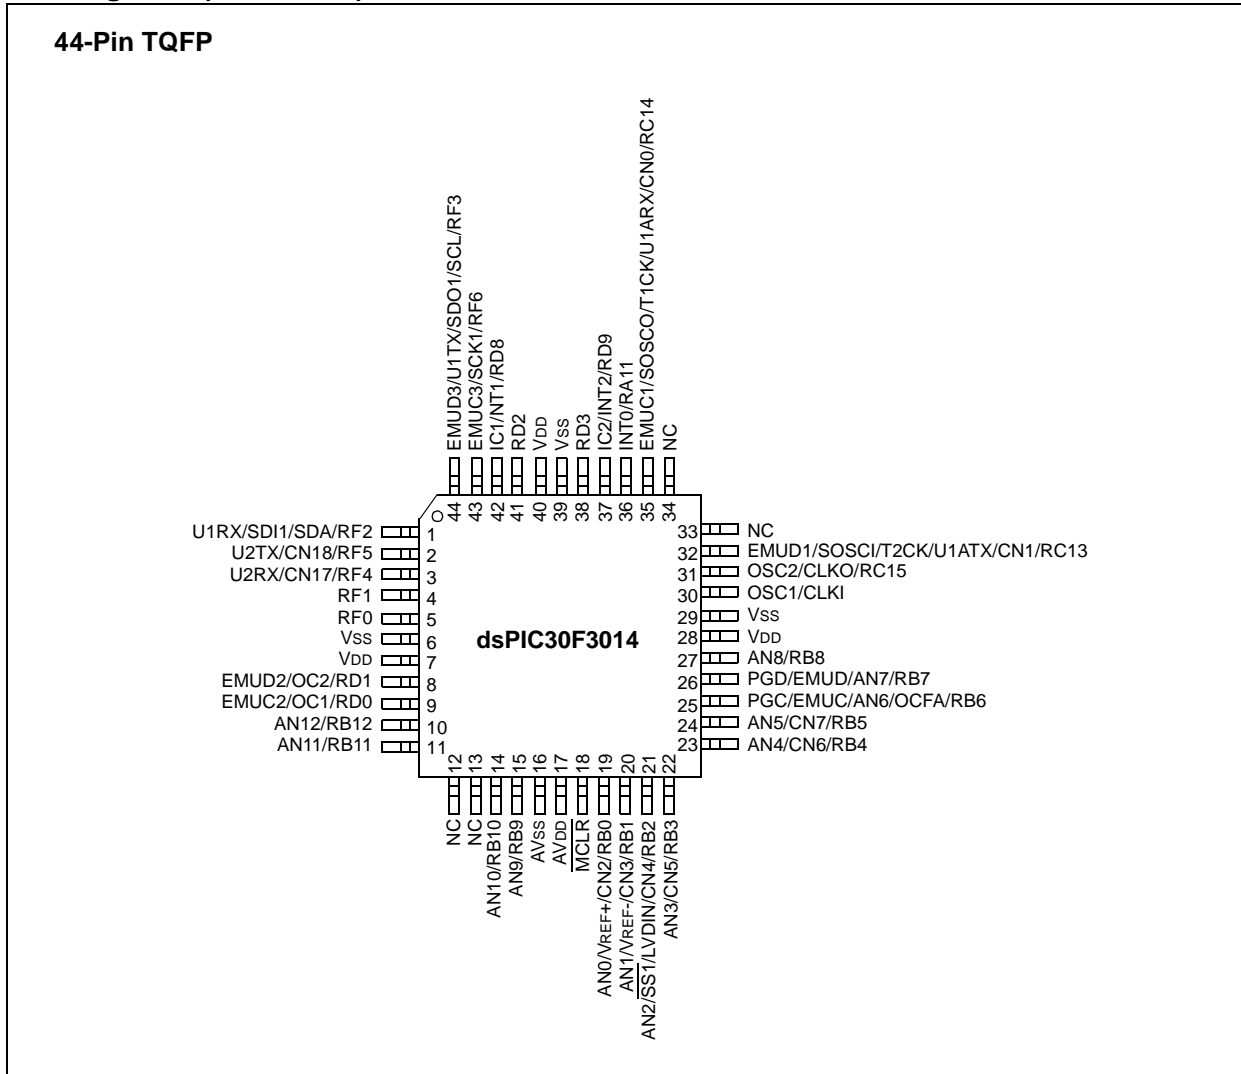 44-Pin TQFP
EMUD3/U1TX/SDO1/SCL/RF3
EMUC3/SCK1/RF6
IC1/NT1/RD8
RD2
VDD
VSS
RD3
IC2/INT2/RD9
INT0/RA11
EMUC1/SOSCO/T1CK/U1ARX/CN0/RC14
NC
44
43
42
41
40
39
38
37
36
35
34
U1RX/SDI1/SDA/RF2 1
U2TX/CN18/RF5 2
U2RX/CN17/RF4 3
RF1 4
RF0 5
VSS 6
VDD 7
EMUD2/OC2/RD1 8
EMUC2/OC1/RD0 9
AN12/RB12 10
AN11/RB11 11
dsPIC30F3014
33 NC
32 EMUD1/SOSCI/T2CK/U1ATX/CN1/RC13
31 OSC2/CLKO/RC15
30 OSC1/CLKI
29 VSS
28 VDD
27 AN8/RB8
26 PGD/EMUD/AN7/RB7
25 PGC/EMUC/AN6/OCFA/RB6
24 AN5/CN7/RB5
23 AN4/CN6/RB4
12
13
14
15
16
17
18
19
20
21
22
NC
NC
AN10/RB10
AN9/RB9
AVSS
AVDD
MCLR
AN0/VREF+/CN2/RB0
AN1/VREF-/CN3/RB1
AN2/SS1/LVDIN/CN4/RB2
AN3/CN5/RB3